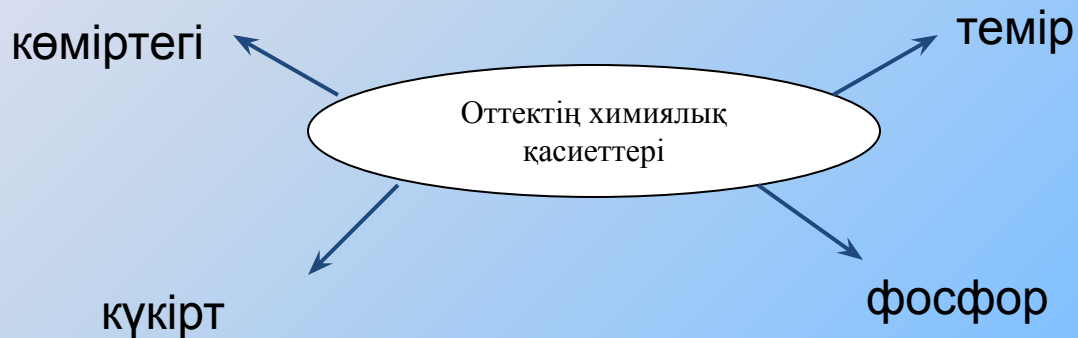 көміртегі
темір
Оттектің химиялық
қасиеттері
күкірт
фосфор